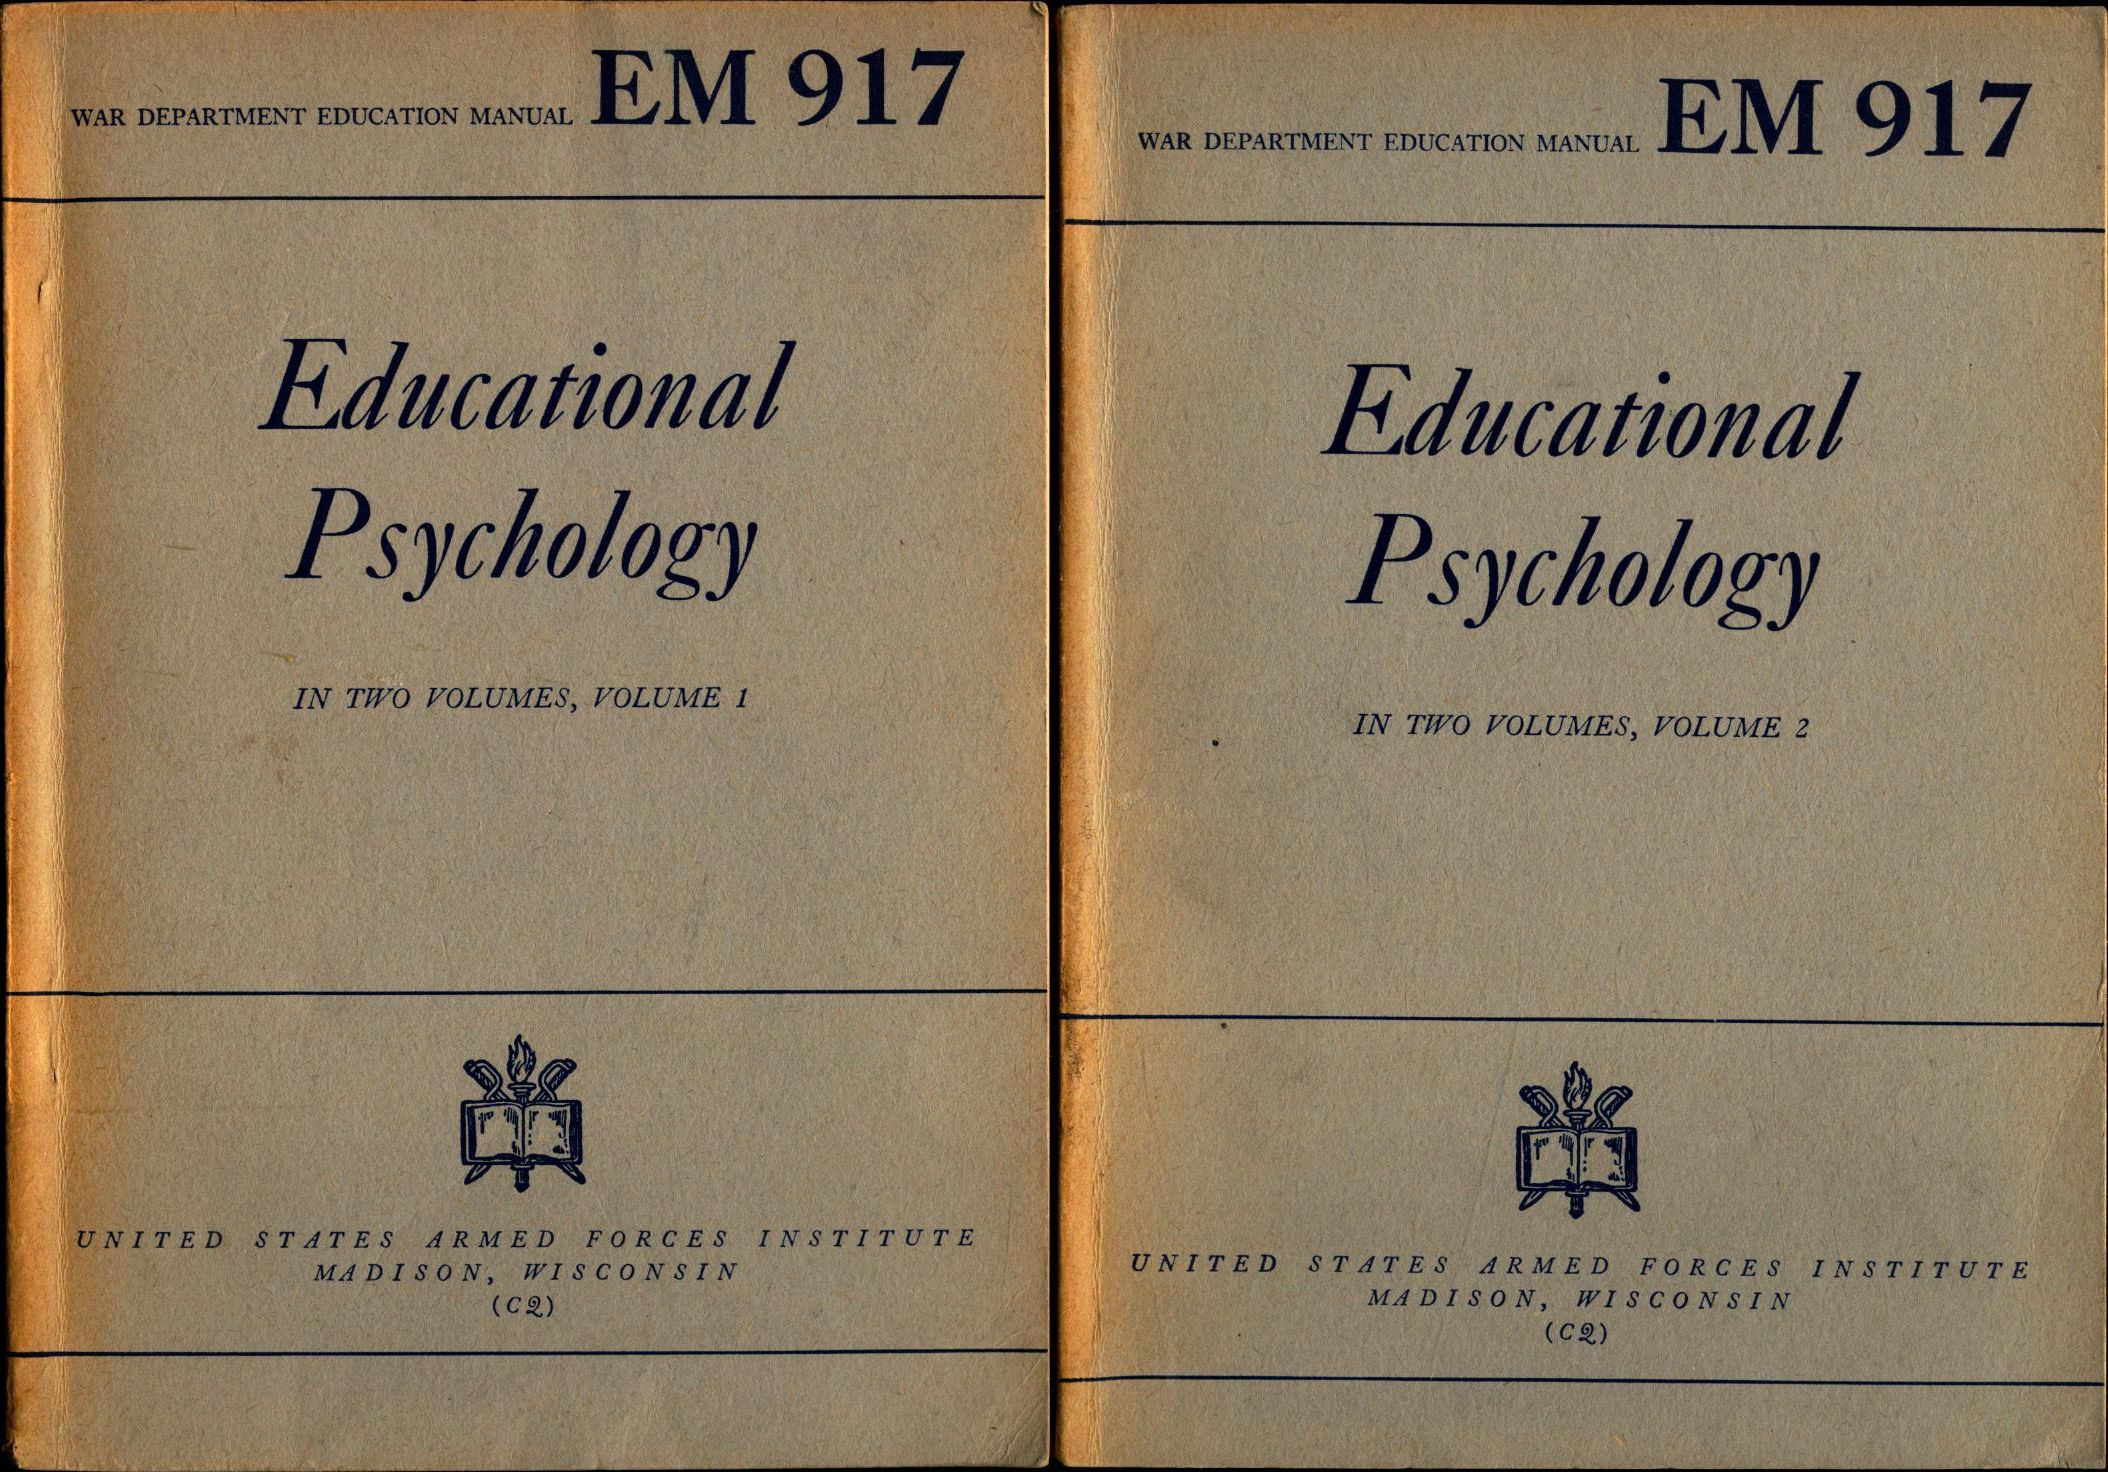 WAR DEPARTMENT EDUCATION MANUAL EM 917
Educational
Psychology
IN TWO VOLUMES, VOLUME 1
UNITED STATES ARMED FORCES INSTITUTE
MADISON, WISCONSIN
(C2)
WAR DEPARTMENT EDUCATION MANUAL EM 917
Educational
Psychology
IN TWO VOLUMES, VOLUME 2
UNITED STATES ARMED FORCES INSTITUTE
MADISON, WISCONSIN
(C2)